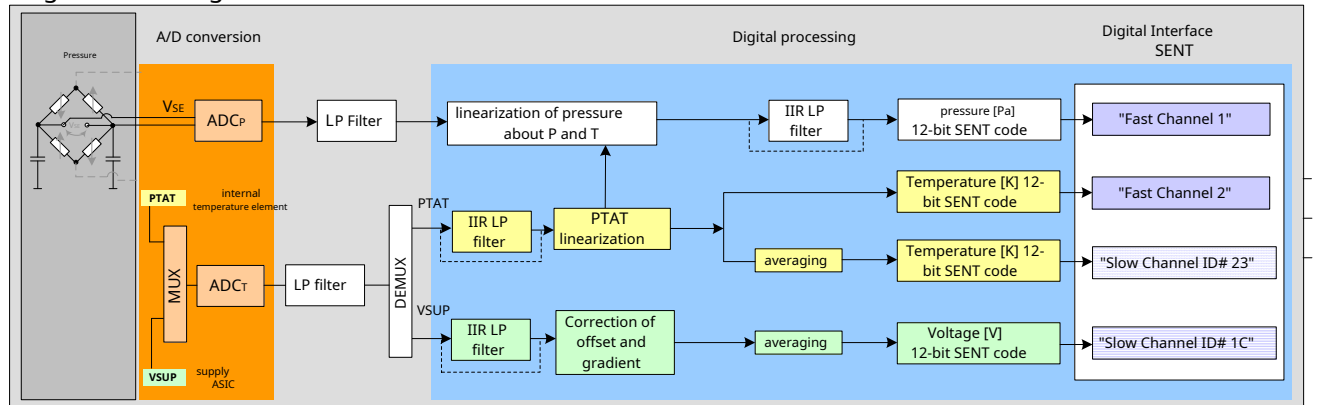 A/D conversion
Digital processing
Digital Interface
SENT
Pressure
VSE
ADCP
LP Filter
linearization of pressure
about P and T
IIR LP
filter
pressure [Pa]
12-bit SENT code
"Fast Channel 1"
PTAT
internal
temperature element
PTAT
IIR LP
filter
PTAT
linearization
Temperature [K] 12-
bit SENT code
"Fast Channel 2"
averaging
Temperature [K] 12-
bit SENT code
"Slow Channel ID# 23"
MUX
ADCT
LP filter
DEMUX
VSUP
IIR LP
filter
Correction of
offset and
gradient
averaging
Voltage [V]
12-bit SENT code
"Slow Channel ID# 1C"
VSUP
supply
ASIC